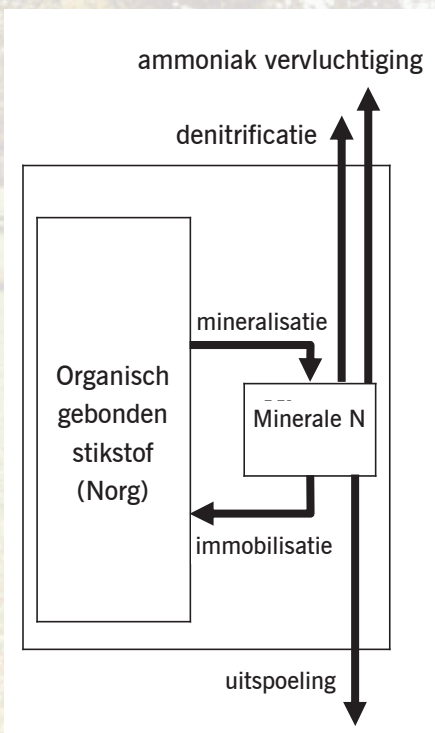 ammoniak vervluchtiging
denitrificatie
mineralisatie
Organisch
gebonden
stikstof
(Norg)
Minerale N
immobilisatie
uitspoeling